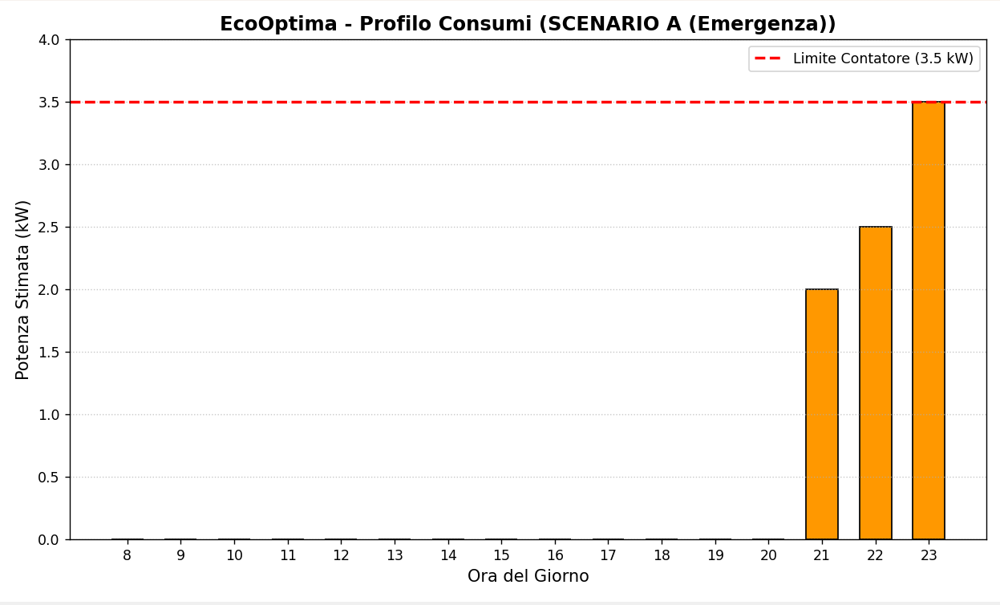 EcoOptima - Profilo Consumi (SCENARIO A (Emergenza))
Limite Contatore (3.5 kW)
Potenza Stimata (kW)
4.0
3.5
3.0
2.5
2.0
1.5
1.0
0.5
0.0
8 9 10 11 12 13 14 15 16 17 18 19 20 21 22 23
Ora del Giorno